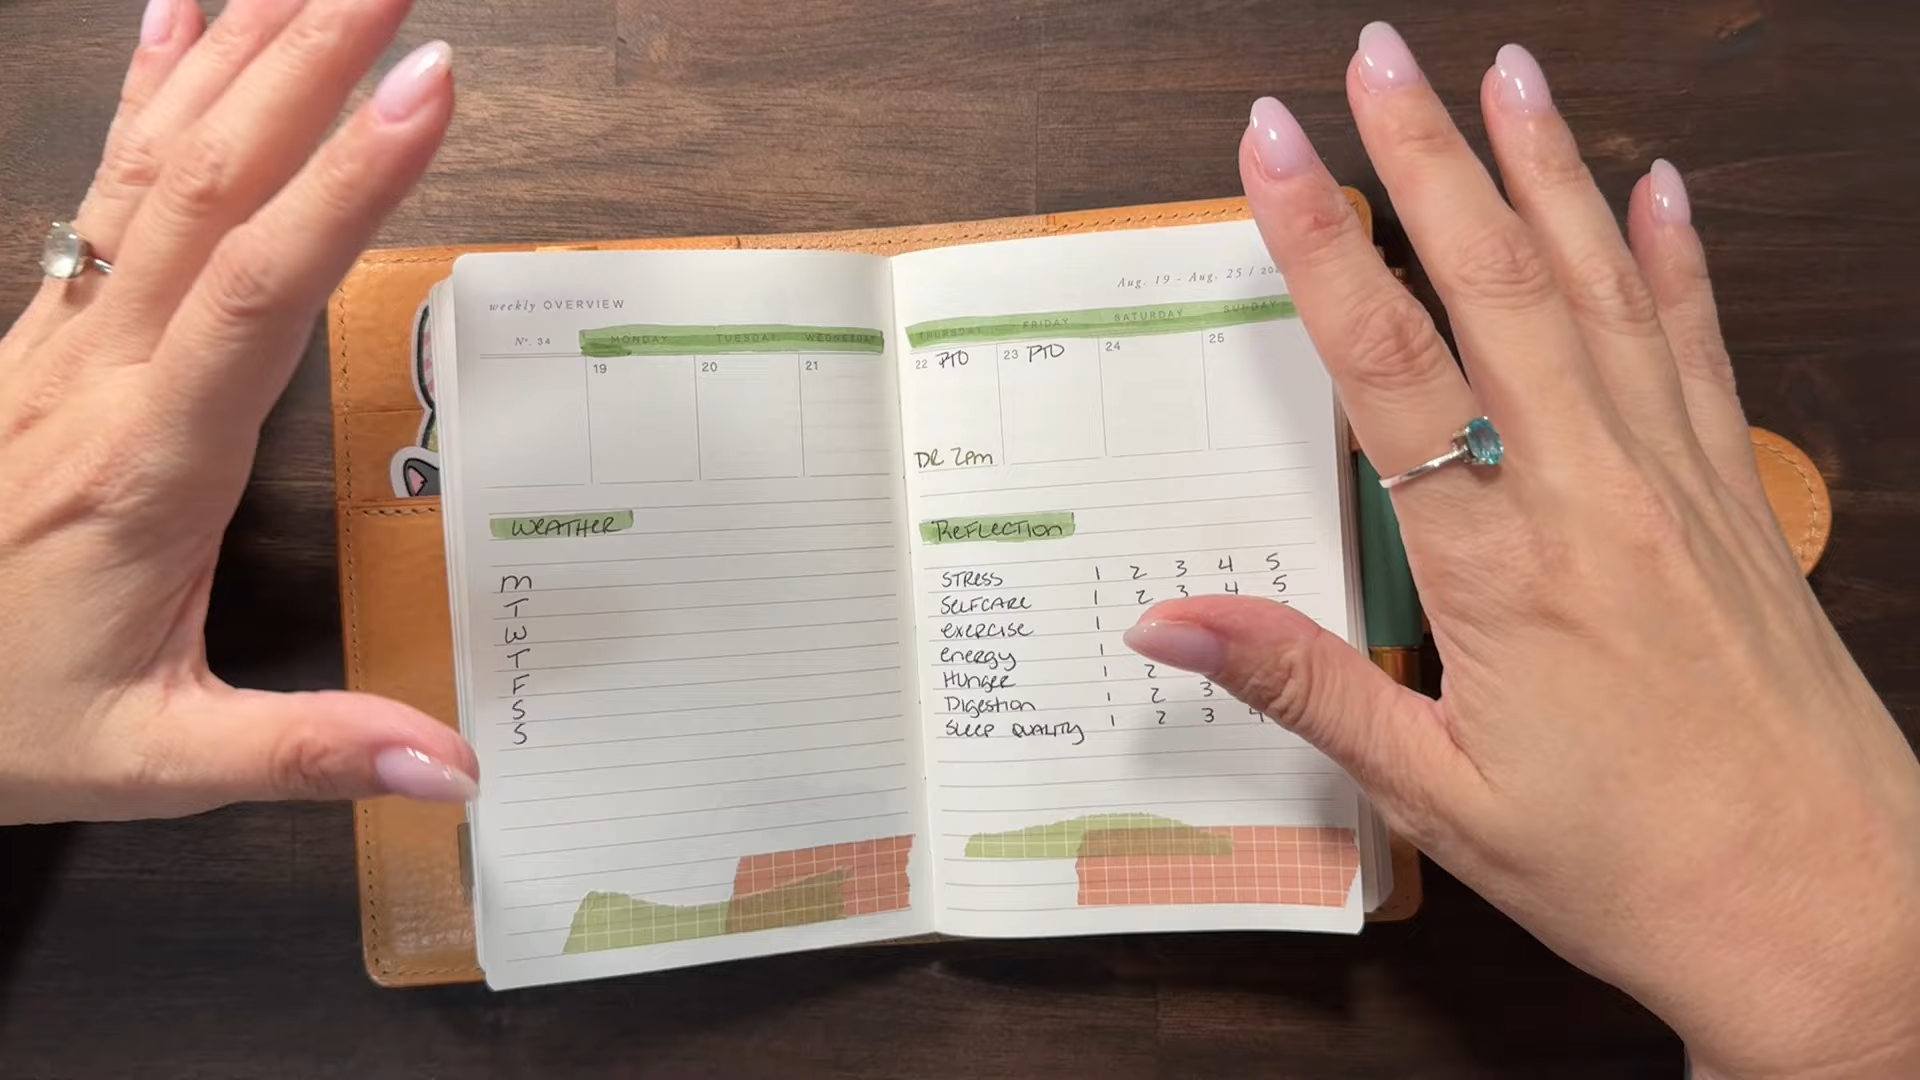 weekly OVERVIEW
Nº. 34 MONDAY TUESDAY WEDNESDAY
19 20 21
WEATHER
M
T
W
T
F
S
S
Aug. 19 - Aug. 25 /
THURSDAY FRIDAY SATURDAY SUNDAY
22 PTO 23 PTO 24 25
DR 2pm
REFLECTION
STRESS 1 2 3 4 5
SELFCARE 1 2 3 4 5
exercise 1
energy 1
Hunger 1 2
Digestion 1 2 3
Sleep QUALITY 1 2 3 4